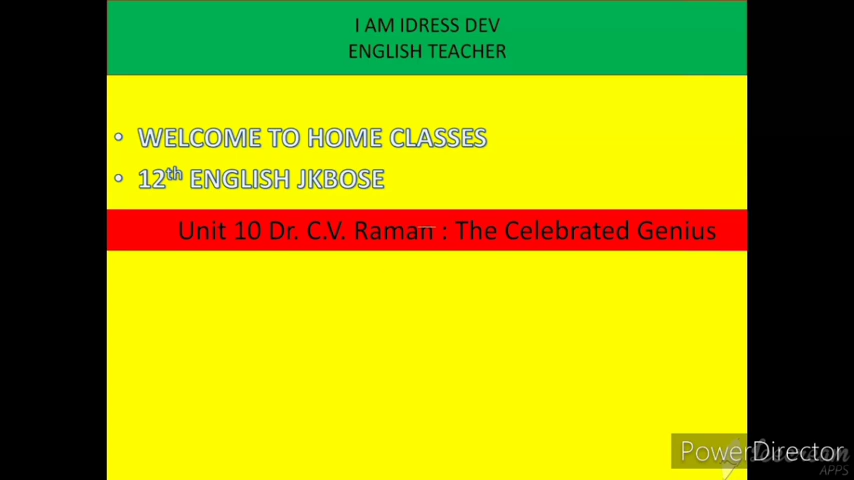 I AM IDRESS DEV
ENGLISH TEACHER
• WELCOME TO HOME CLASSES
• 12th ENGLISH JKBOSE
Unit 10 Dr. C.V. Raman : The Celebrated Genius
PowerDirector
APPS